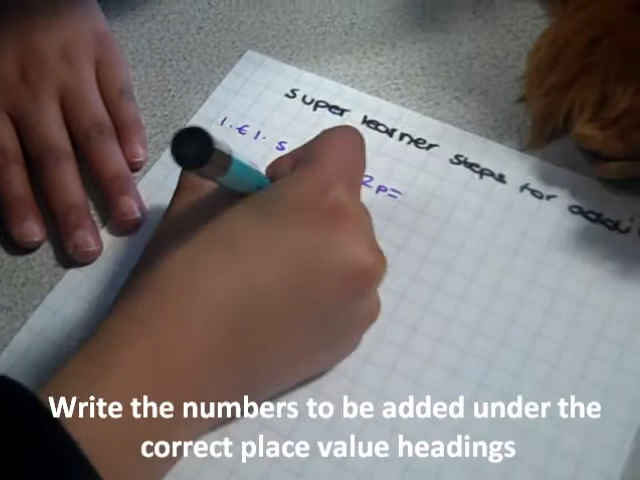 Super learner steps for addi
1. € 1. s
2p=
Write the numbers to be added under the
correct place value headings